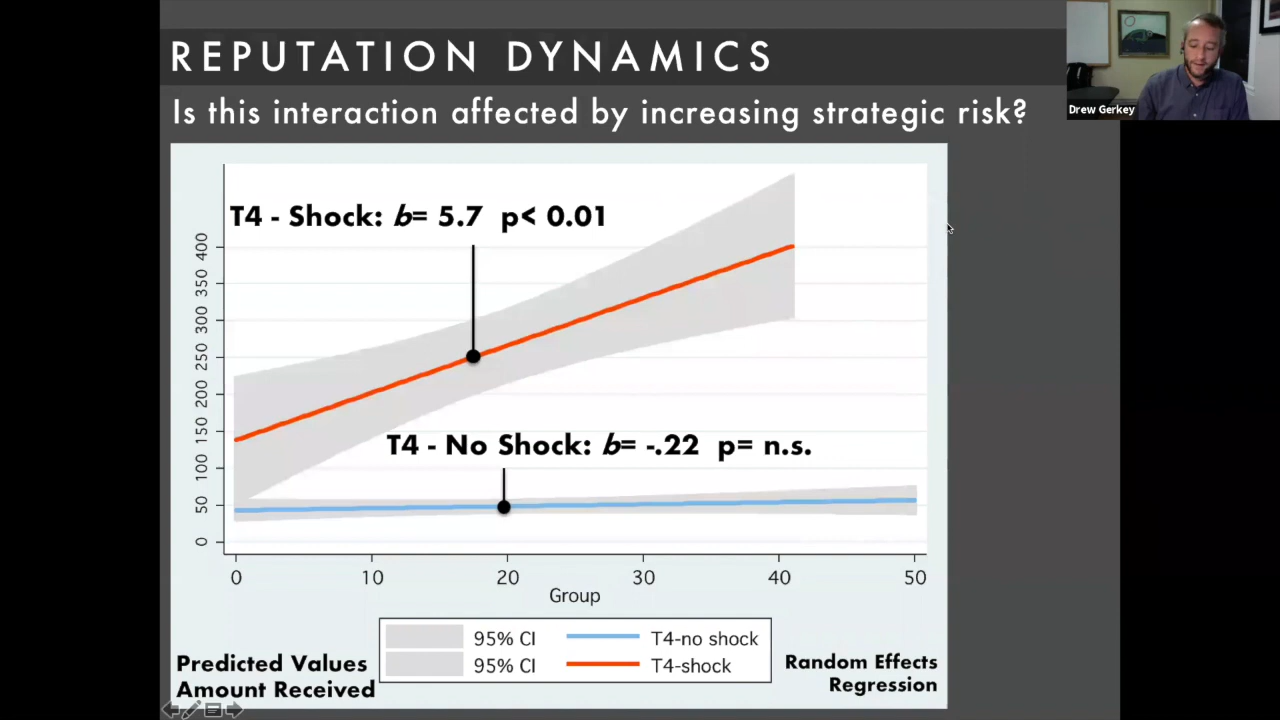 REPUTATION DYNAMICS
Is this interaction affected by increasing strategic risk?
Drew Gerkey
T4 - Shock: b= 5.7 p< 0.01
400
350
300
250
200
150
100
50
0
T4 - No Shock: b= -.22 p= n.s.
0 10 20 30 40 50
Group
95% CI T4-no shock
95% CI T4-shock
Predicted Values
Amount Received
Random Effects
Regression